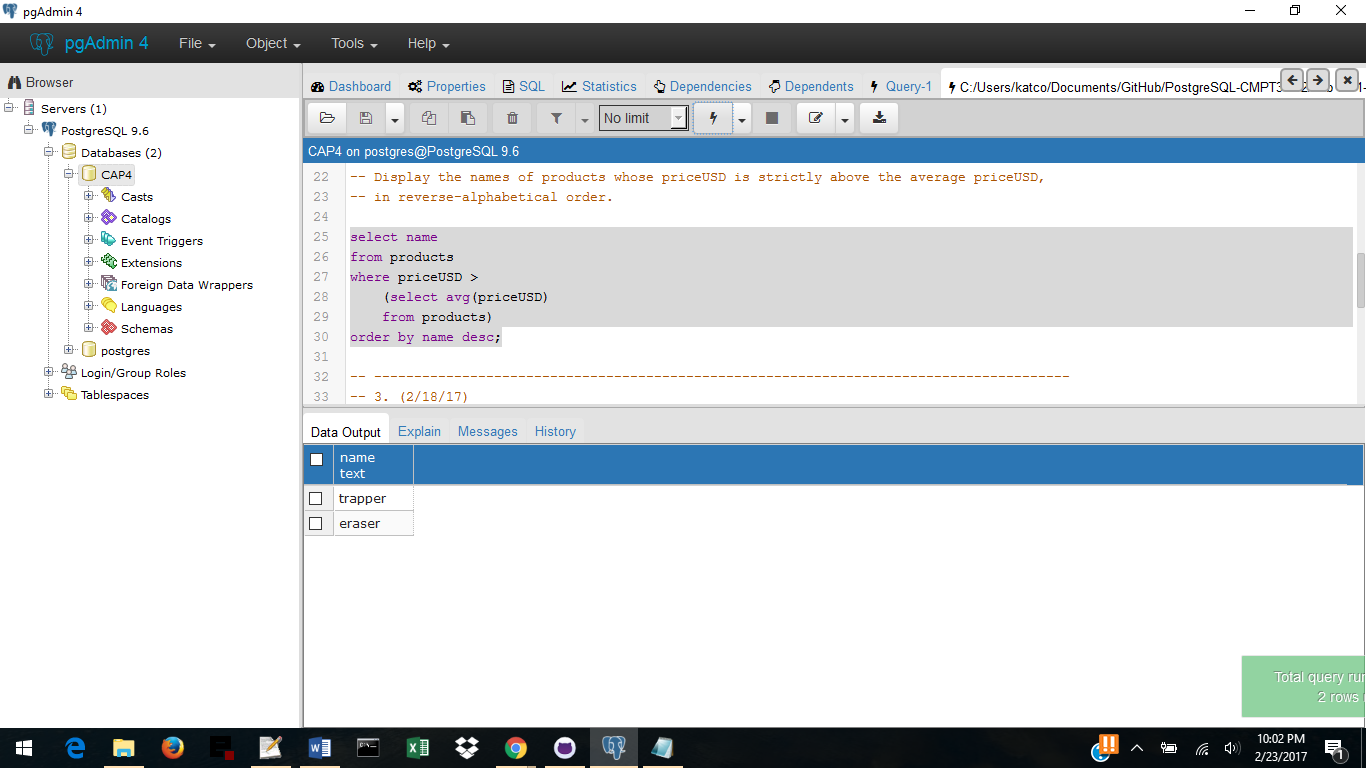 pgAdmin 4
pgAdmin 4 File Object Tools Help
Browser
Servers (1)
PostgreSQL 9.6
Databases (2)
CAP4
Casts
Catalogs
Event Triggers
Extensions
Foreign Data Wrappers
Languages
Schemas
postgres
Login/Group Roles
Tablespaces
Dashboard Properties SQL Statistics Dependencies Dependents Query-1 C:/Users/katco/Documents/GitHub/PostgreSQL-CMPT3
No limit
CAP4 on postgres@PostgreSQL 9.6
22 -- Display the names of products whose priceUSD is strictly above the average priceUSD,
23 -- in reverse-alphabetical order.
24
25 select name
26 from products
27 where priceUSD >
28 (select avg(priceUSD)
29 from products)
30 order by name desc;
31
32 -- ---------------------------------------------------------------------------------------
33 -- 3. (2/18/17)
Data Output Explain Messages History
name
text
trapper
eraser
Total query
2 rows
10:02 PM
2/23/2017
1